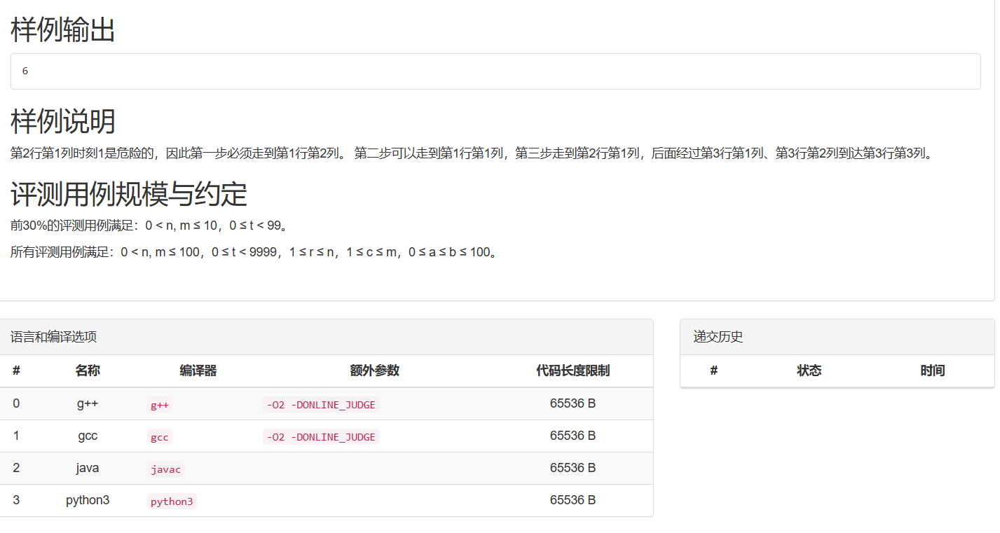 样例输出
6
样例说明
第2行第1列时刻1是危险的，因此第一步必须走到第1行第2列。 第二步可以走到第1行第1列，第三步走到第2行第1列，后面经过第3行第1列、第3行第2列到达第3行第3列。
评测用例规模与约定
前30%的评测用例满足：0 < n, m ≤ 10，0 ≤ t < 99。
所有评测用例满足：0 < n, m ≤ 100，0 ≤ t < 9999，1 ≤ r ≤ n，1 ≤ c ≤ m，0 ≤ a ≤ b ≤ 100。
语言和编译选项
# 名称 编译器 额外参数 代码长度限制
0 g++ g++ -O2 -DONLINE_JUDGE 65536 B
1 gcc gcc -O2 -DONLINE_JUDGE 65536 B
2 java javac 65536 B
3 python3 python3 65536 B
递交历史
# 状态 时间